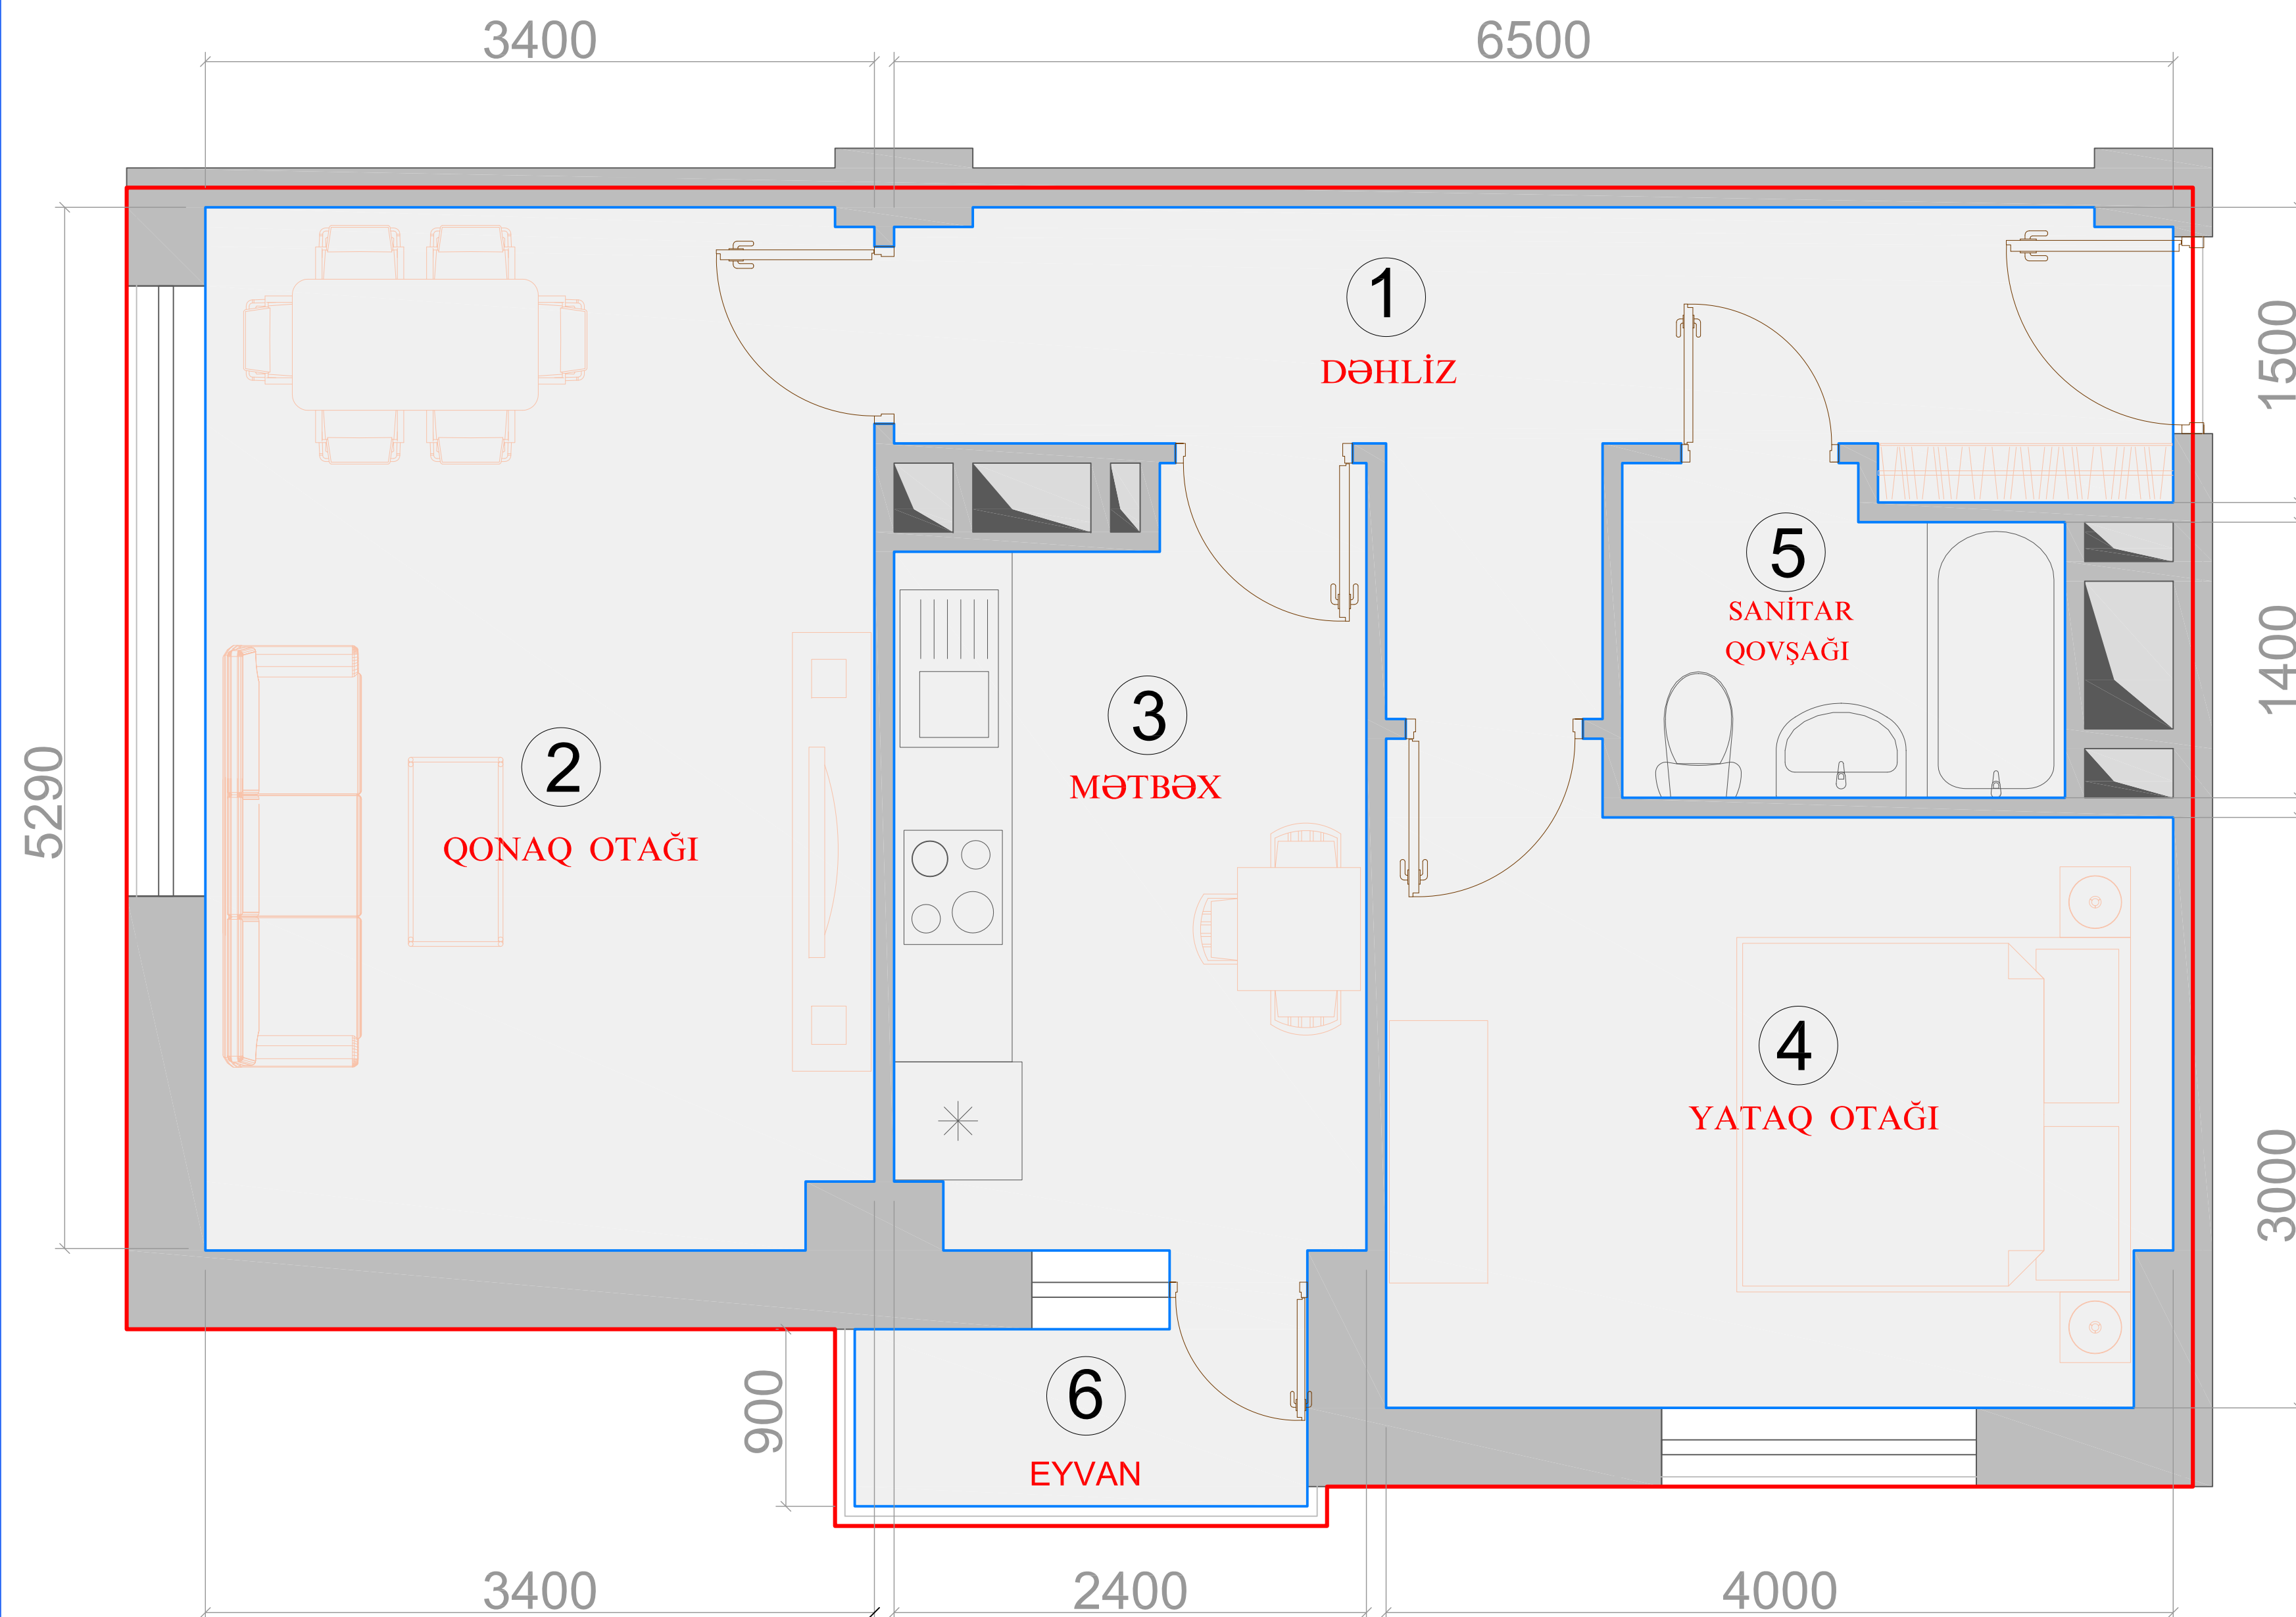 3400
6500
1
DƏHLİZ
1500
5
SANİTAR
QOVŞAĞI
1400
3
MƏTBƏX
2
QONAQ OTAĞI
5290
4
YATAQ OTAĞI
3000
6
EYVAN
900
3400
2400
4000